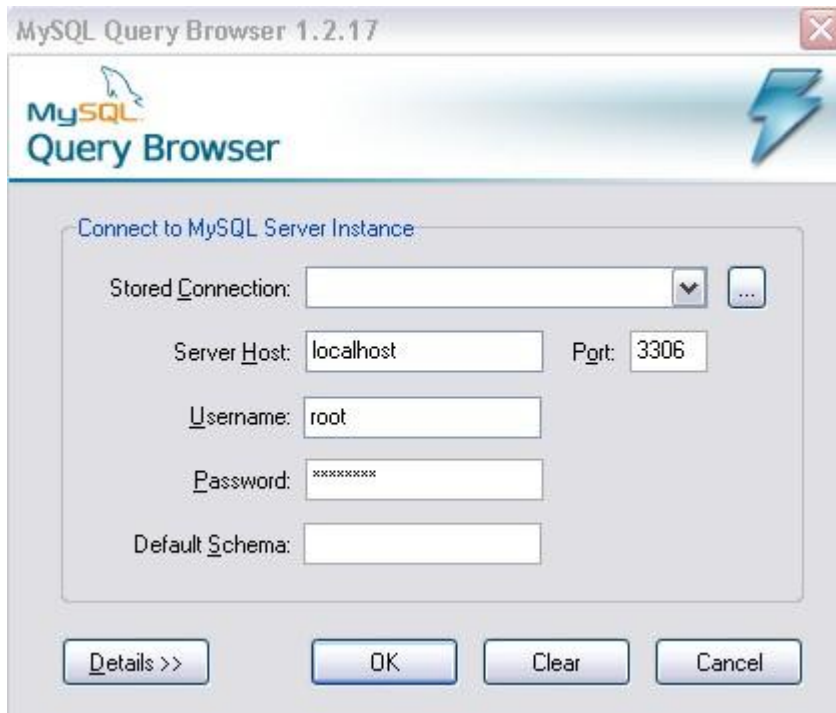 MySQL Query Browser 1.2.17
MySQL
Query Browser
Connect to MySQL Server Instance
Stored Connection:
...
Server Host: localhost Port: 3306
Username: root
Password: ********
Default Schema:
Details >> OK Clear Cancel